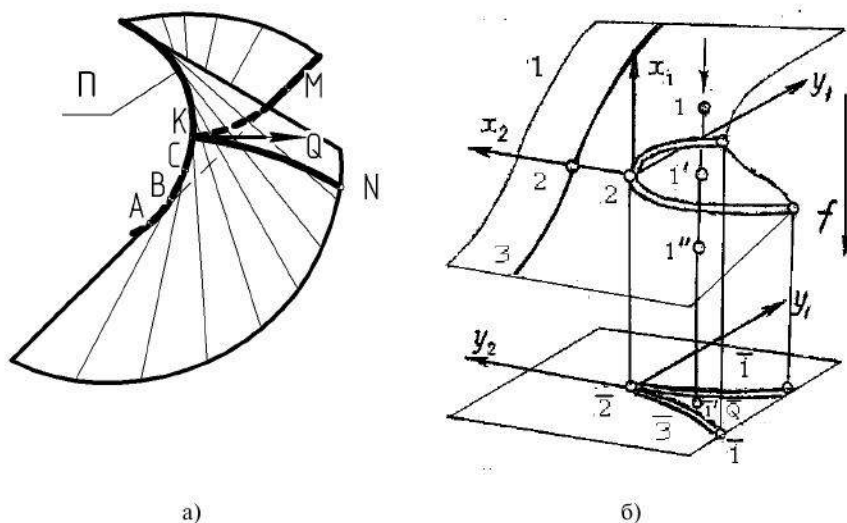 П
M
K
Q
C
N
B
A
1
x₁
y₁
1
x₂
2
2
1'
1"
3
f
y₁
y₂
1̅
2̅
1̅'
Q̅
3̅
1̅
а)
б)